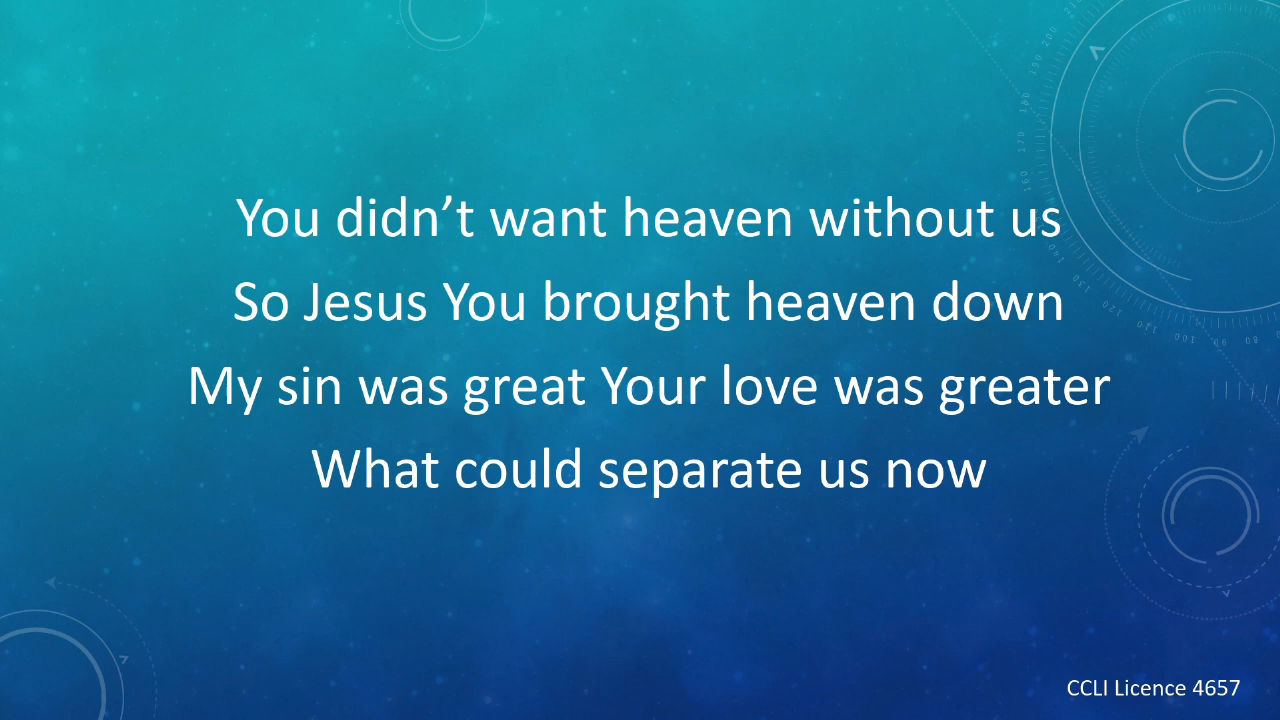 You didn’t want heaven without us
So Jesus You brought heaven down
My sin was great Your love was greater
What could separate us now
CCLI Licence 4657